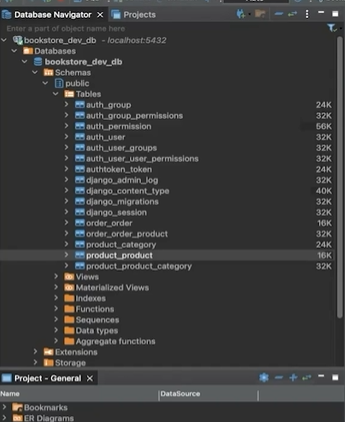 Database Navigator × Projects
Enter a part of object name here
bookstore_dev_db - localhost:5432
Databases
bookstore_dev_db
Schemas
public
Tables
auth_group 24K
auth_group_permissions 32K
auth_permission 56K
auth_user 32K
auth_user_groups 32K
auth_user_user_permissions 32K
authtoken_token 24K
django_admin_log 32K
django_content_type 40K
django_migrations 32K
django_session 32K
order_order 16K
order_order_product 32K
product_category 24K
product_product 16K
product_product_category 32K
Views
Materialized Views
Indexes
Functions
Sequences
Data types
Aggregate functions
Extensions
Storage
Project - General ×
Name DataSource
Bookmarks
ER Diagrams